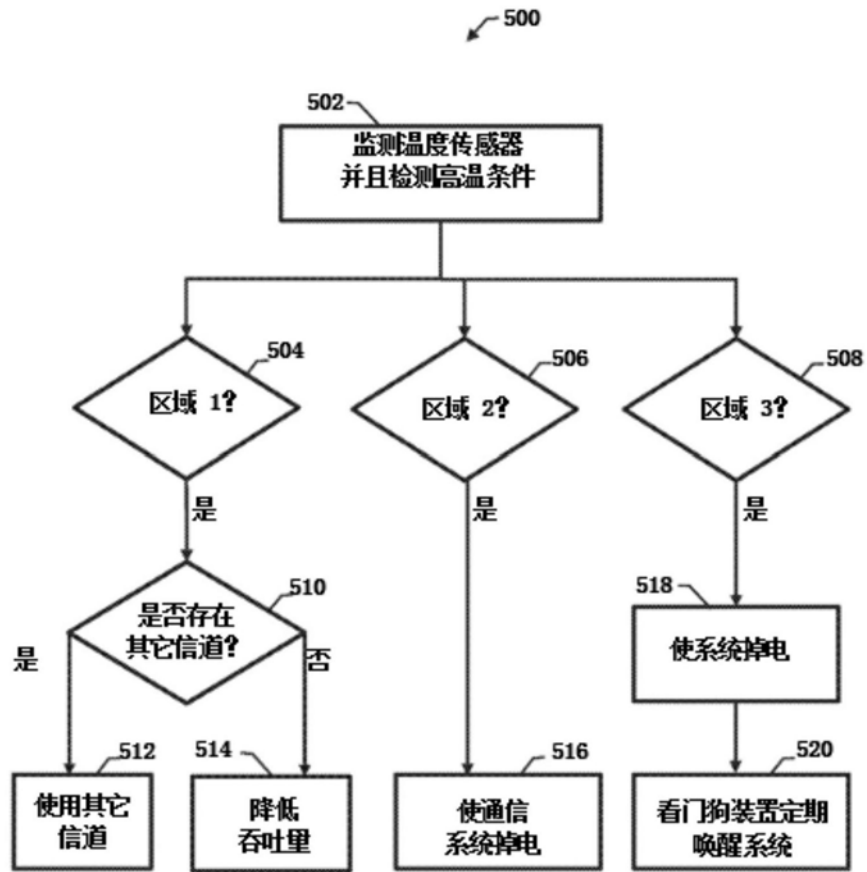 500
502
监测温度传感器
并且检测高温条件
504
506
508
区域 1?
区域 2?
区域 3?
是
是
是
510
518
是否存在
其它信道?
是
否
使系统掉电
512
514
516
520
使用其它
信道
降低
吞吐量
使通信
系统掉电
看门狗装置定期
唤醒系统